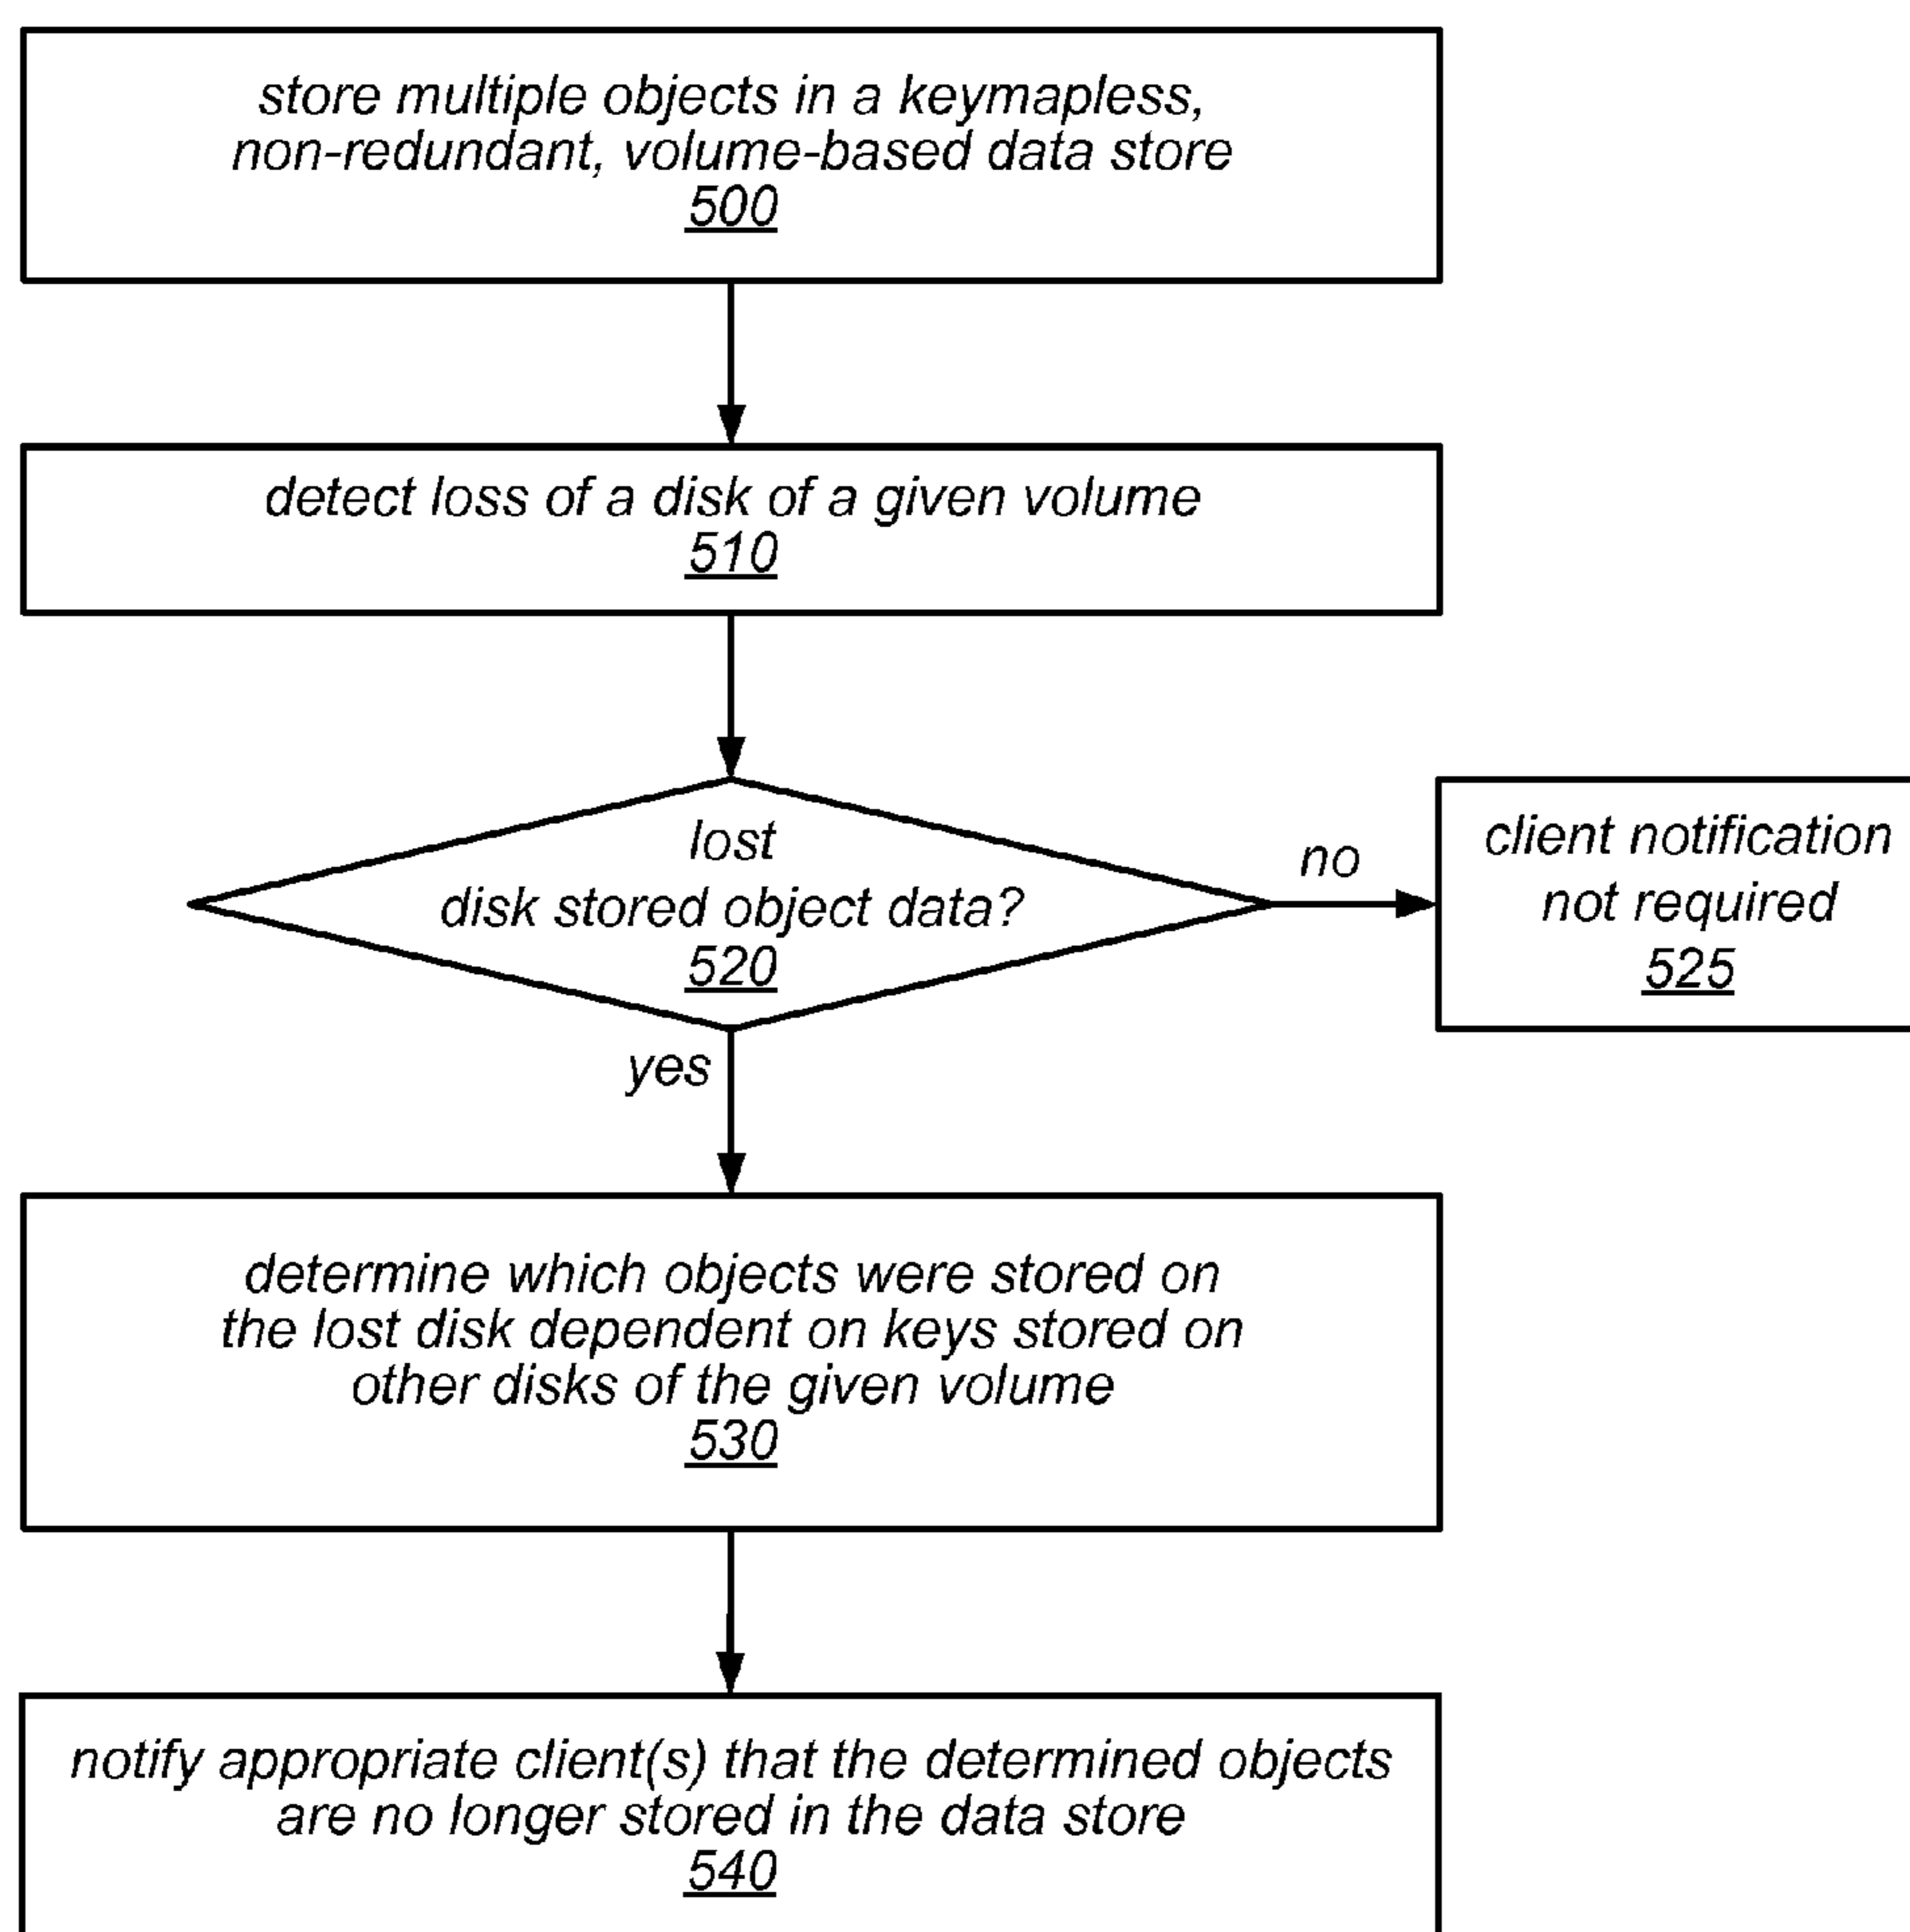 store multiple objects in a keymapless,
non-redundant, volume-based data store
500
detect loss of a disk of a given volume
510
lost
disk stored object data?
520
no
client notification
not required
525
yes
determine which objects were stored on
the lost disk dependent on keys stored on
other disks of the given volume
530
notify appropriate client(s) that the determined objects
are no longer stored in the data store
540